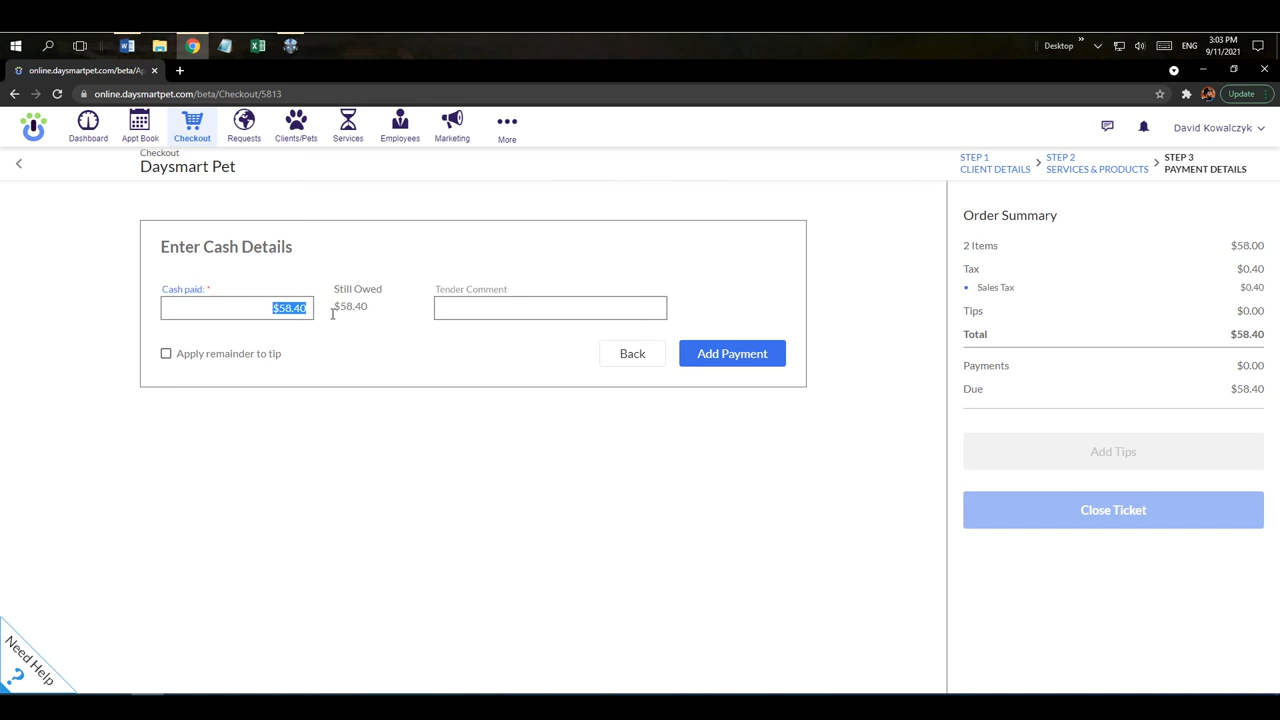 Desktop
ENG
3:03 PM
9/11/2021
online.daysmartpet.com/beta/Ap
online.daysmartpet.com/beta/Checkout/5813
Update
Dashboard
Appt Book
Checkout
Requests
Clients/Pets
Services
Employees
Marketing
More
David Kowalczyk
Checkout
Daysmart Pet
STEP 1
CLIENT DETAILS
STEP 2
SERVICES & PRODUCTS
STEP 3
PAYMENT DETAILS
Enter Cash Details
Cash paid: *
$58.40
Still Owed
$58.40
Tender Comment
Apply remainder to tip
Back
Add Payment
Order Summary
2 Items $58.00
Tax $0.40
Sales Tax $0.40
Tips $0.00
Total $58.40
Payments $0.00
Due $58.40
Add Tips
Close Ticket
Need Help
?